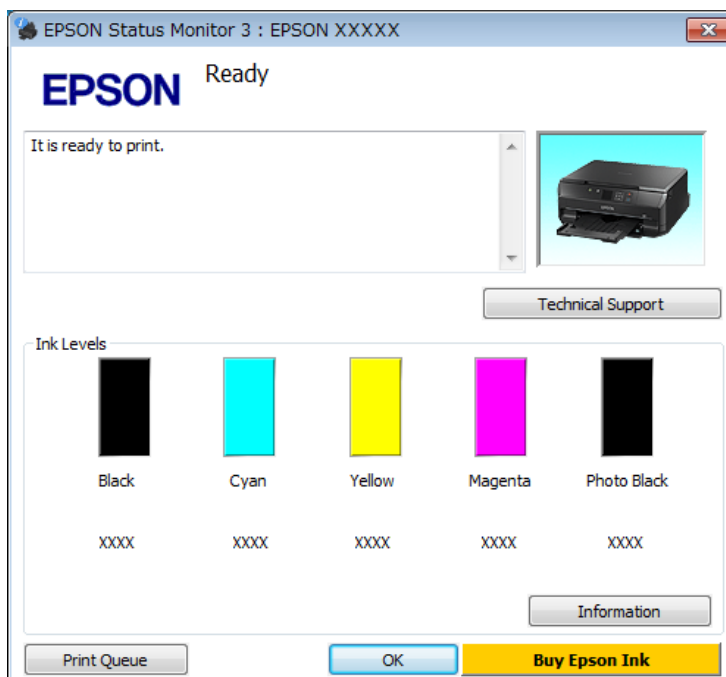 EPSON Status Monitor 3 : EPSON XXXXX
EPSON
Ready
It is ready to print.
Technical Support
Ink Levels
Black Cyan Yellow Magenta Photo Black
XXXX XXXX XXXX XXXX XXXX
Information
Print Queue OK Buy Epson Ink